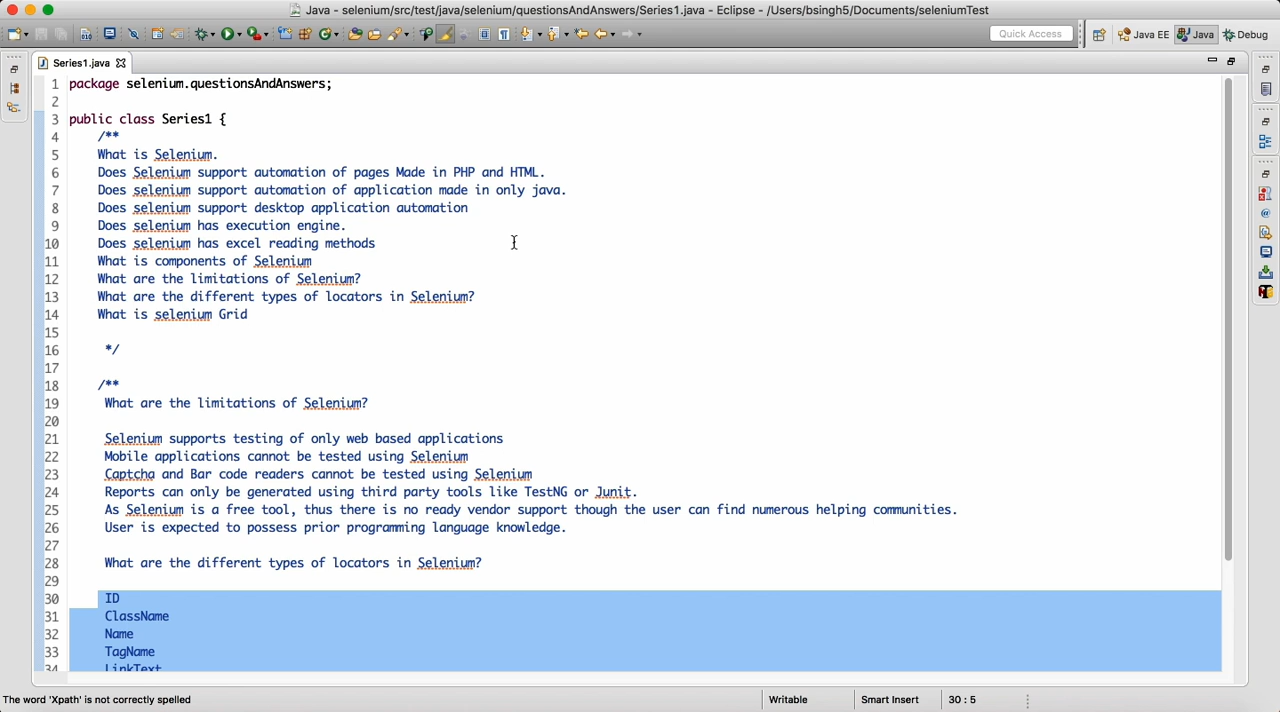 Java - selenium/src/test/java/selenium/questionsAndAnswers/Series1.java - Eclipse - /Users/bsingh5/Documents/seleniumTest
Quick Access
Java EE
Java
Debug
Series1.java
1 package selenium.questionsAndAnswers;
2
3 public class Series1 {
4 /**
5 What is Selenium.
6 Does Selenium support automation of pages Made in PHP and HTML.
7 Does selenium support automation of application made in only java.
8 Does selenium support desktop application automation
9 Does selenium has execution engine.
10 Does selenium has excel reading methods
11 What is components of Selenium
12 What are the limitations of Selenium?
13 What are the different types of locators in Selenium?
14 What is selenium Grid
15
16 */
17
18 /**
19 What are the limitations of Selenium?
20
21 Selenium supports testing of only web based applications
22 Mobile applications cannot be tested using Selenium
23 Captcha and Bar code readers cannot be tested using Selenium
24 Reports can only be generated using third party tools like TestNG or Junit.
25 As Selenium is a free tool, thus there is no ready vendor support though the user can find numerous helping communities.
26 User is expected to possess prior programming language knowledge.
27
28 What are the different types of locators in Selenium?
29
30 ID
31 ClassName
32 Name
33 TagName
34 LinkText
The word 'Xpath' is not correctly spelled
Writable
Smart Insert
30 : 5